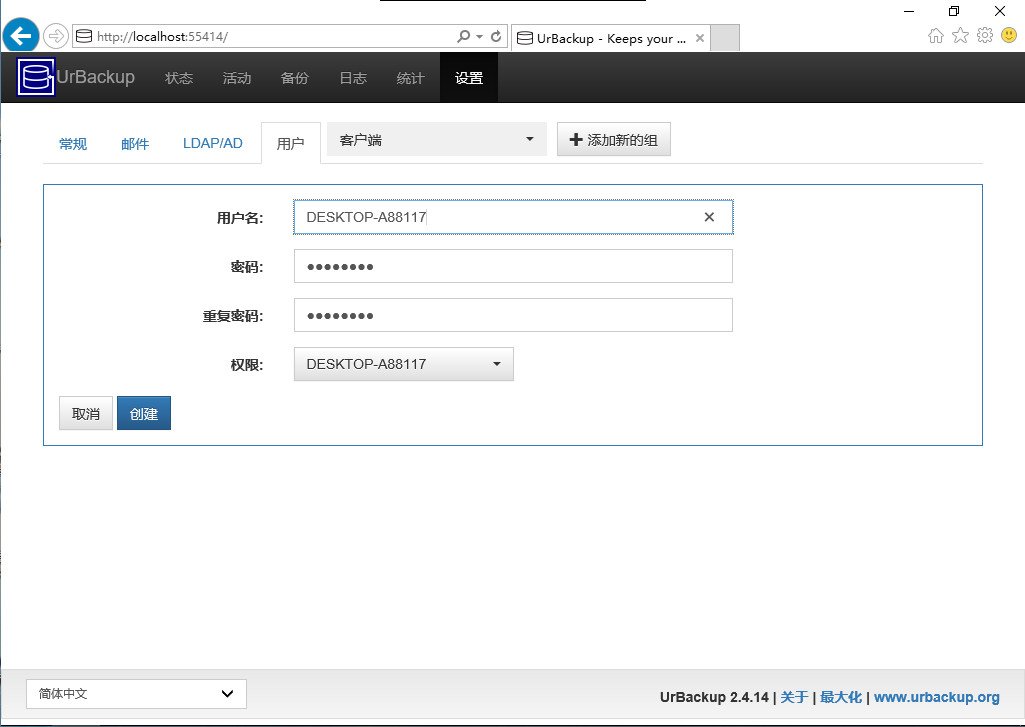 http://localhost:55414/
UrBackup - Keeps your ...
UrBackup 状态 活动 备份 日志 统计 设置
常规 邮件 LDAP/AD 用户 客户端 添加新的组
用户名: DESKTOP-A88117
密码: ●●●●●●●●
重复密码: ●●●●●●●●
权限: DESKTOP-A88117
取消 创建
简体中文
UrBackup 2.4.14 | 关于 | 最大化 | www.urbackup.org